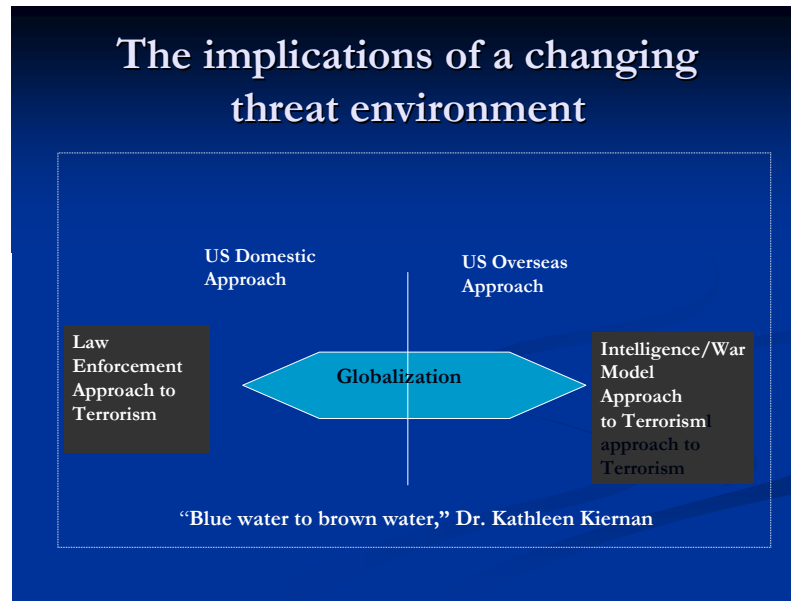 The implications of a changing
threat environment
US Domestic
Approach
US Overseas
Approach
Law
Enforcement
Approach to
Terrorism
Globalization
Intelligence/War
Model
Approach
to Terrorism
approach to
Terrorism
“Blue water to brown water,” Dr. Kathleen Kiernan